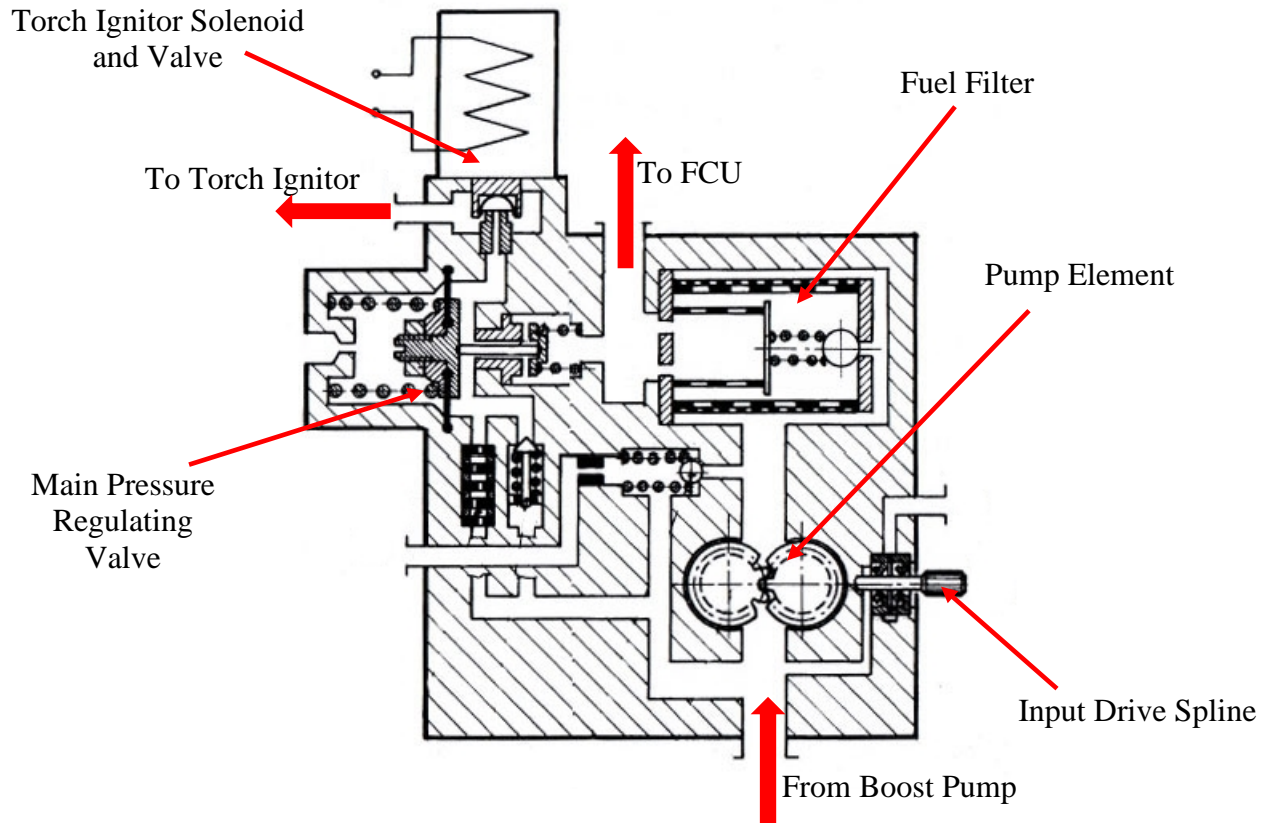 Torch Ignitor Solenoid
and Valve
Fuel Filter
To Torch Ignitor
To FCU
Pump Element
Main Pressure
Regulating
Valve
Input Drive Spline
From Boost Pump